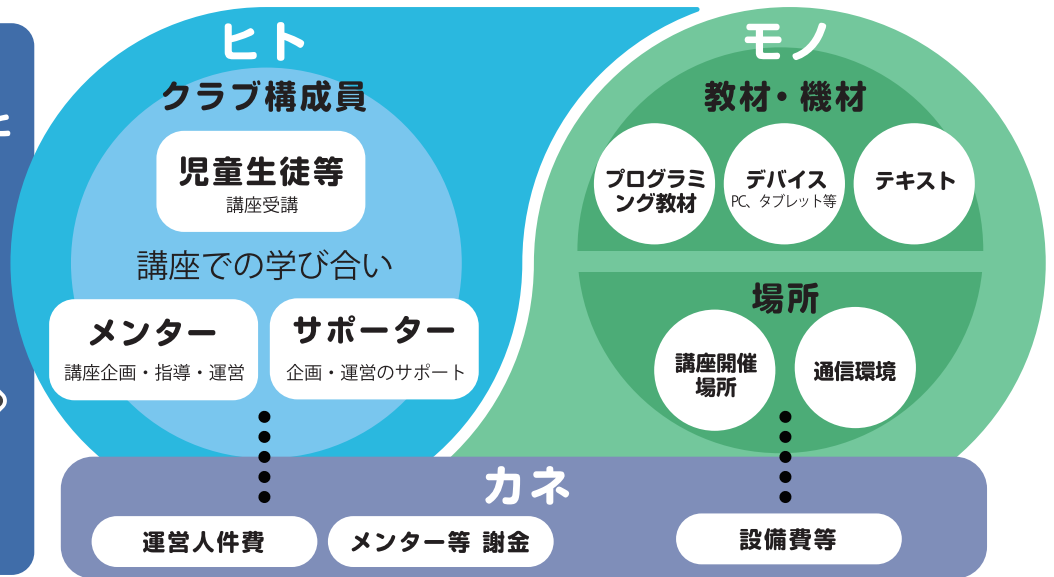 ヒト
クラブ構成員
児童生徒等
講座受講
講座での学び合い
メンター
講座企画・指導・運営
サポーター
企画・運営のサポート
モノ
教材・機材
プログラミ
ング教材
デバイス
PC、タブレット等
テキスト
場所
講座開催
場所
通信環境
カネ
運営人件費
メンター等 謝金
設備費等